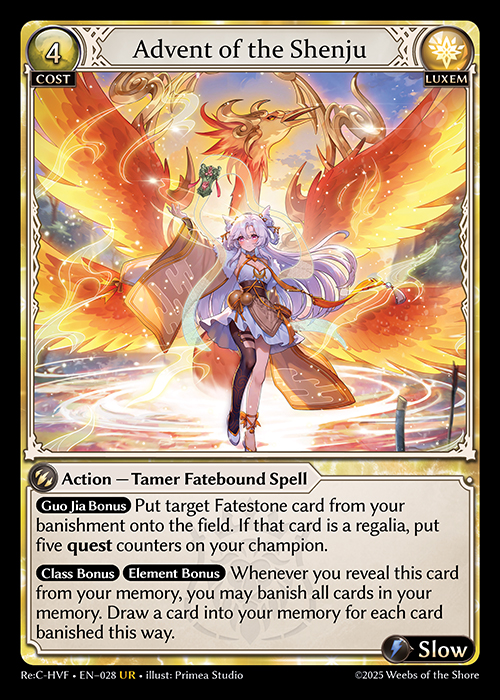 4
COST
Advent of the Shenju
LUXEM
Action — Tamer Fatebound Spell
Guo Jia Bonus Put target Fatestone card from your
banishment onto the field. If that card is a regalia, put
five quest counters on your champion.
Class Bonus Element Bonus Whenever you reveal this card
from your memory, you may banish all cards in your
memory. Draw a card into your memory for each card
banished this way.
Slow
Re:C-HVF • EN-028 UR • illust: Primea Studio
©2025 Weebs of the Shore